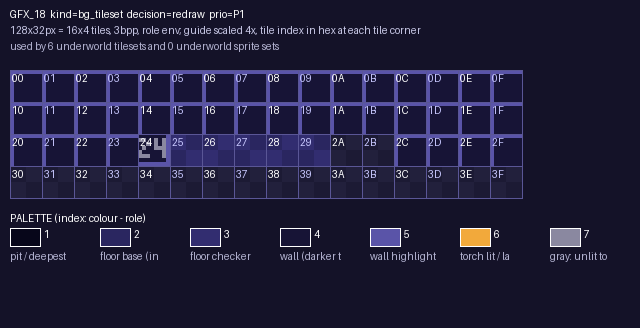 GFX_18 kind=bg_tileset decision=redraw prio=P1
128x32px = 16x4 tiles, 3bpp, role env; guide scaled 4x, tile index in hex at each tile corner
used by 6 underworld tilesets and 0 underworld sprite sets
00 01 02 03 04 05 06 07 08 09 0A 0B 0C 0D 0E 0F
10 11 12 13 14 15 16 17 18 19 1A 1B 1C 1D 1E 1F
20 21 22 23 24 25 26 27 28 29 2A 2B 2C 2D 2E 2F
30 31 32 33 34 35 36 37 38 39 3A 3B 3C 3D 3E 3F
PALETTE (index: colour - role)
1 2 3 4 5 6 7
pit / deepest floor base (in floor checker wall (darker t wall highlight torch lit / la gray: unlit to